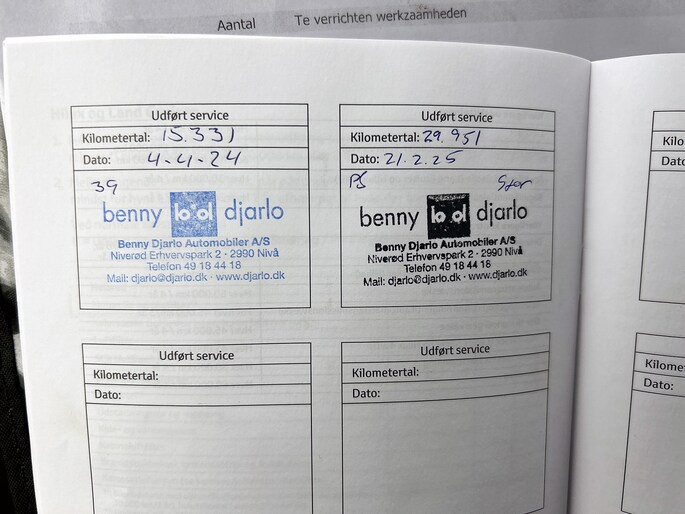 Aantal
Te verrichten werkzaamheden
Udført service
Kilometertal: 15.331
Dato: 4-4-24
39
benny djarlo
Benny Djarlo Automobiler A/S
Niverød Erhvervspark 2 · 2990 Nivå
Telefon 49 18 44 18
Mail: djarlo@djarlo.dk · www.djarlo.dk
Udført service
Kilometertal: 29.951
Dato: 21.2.25
benny djarlo
Benny Djarlo Automobiler A/S
Niverød Erhvervspark 2 · 2990 Nivå
Telefon 49 18 44 18
Mail: djarlo@djarlo.dk · www.djarlo.dk
Kilo
Dato:
Udført service
Kilometertal:
Dato:
Udført service
Kilometertal:
Dato:
Kilome
Dato: